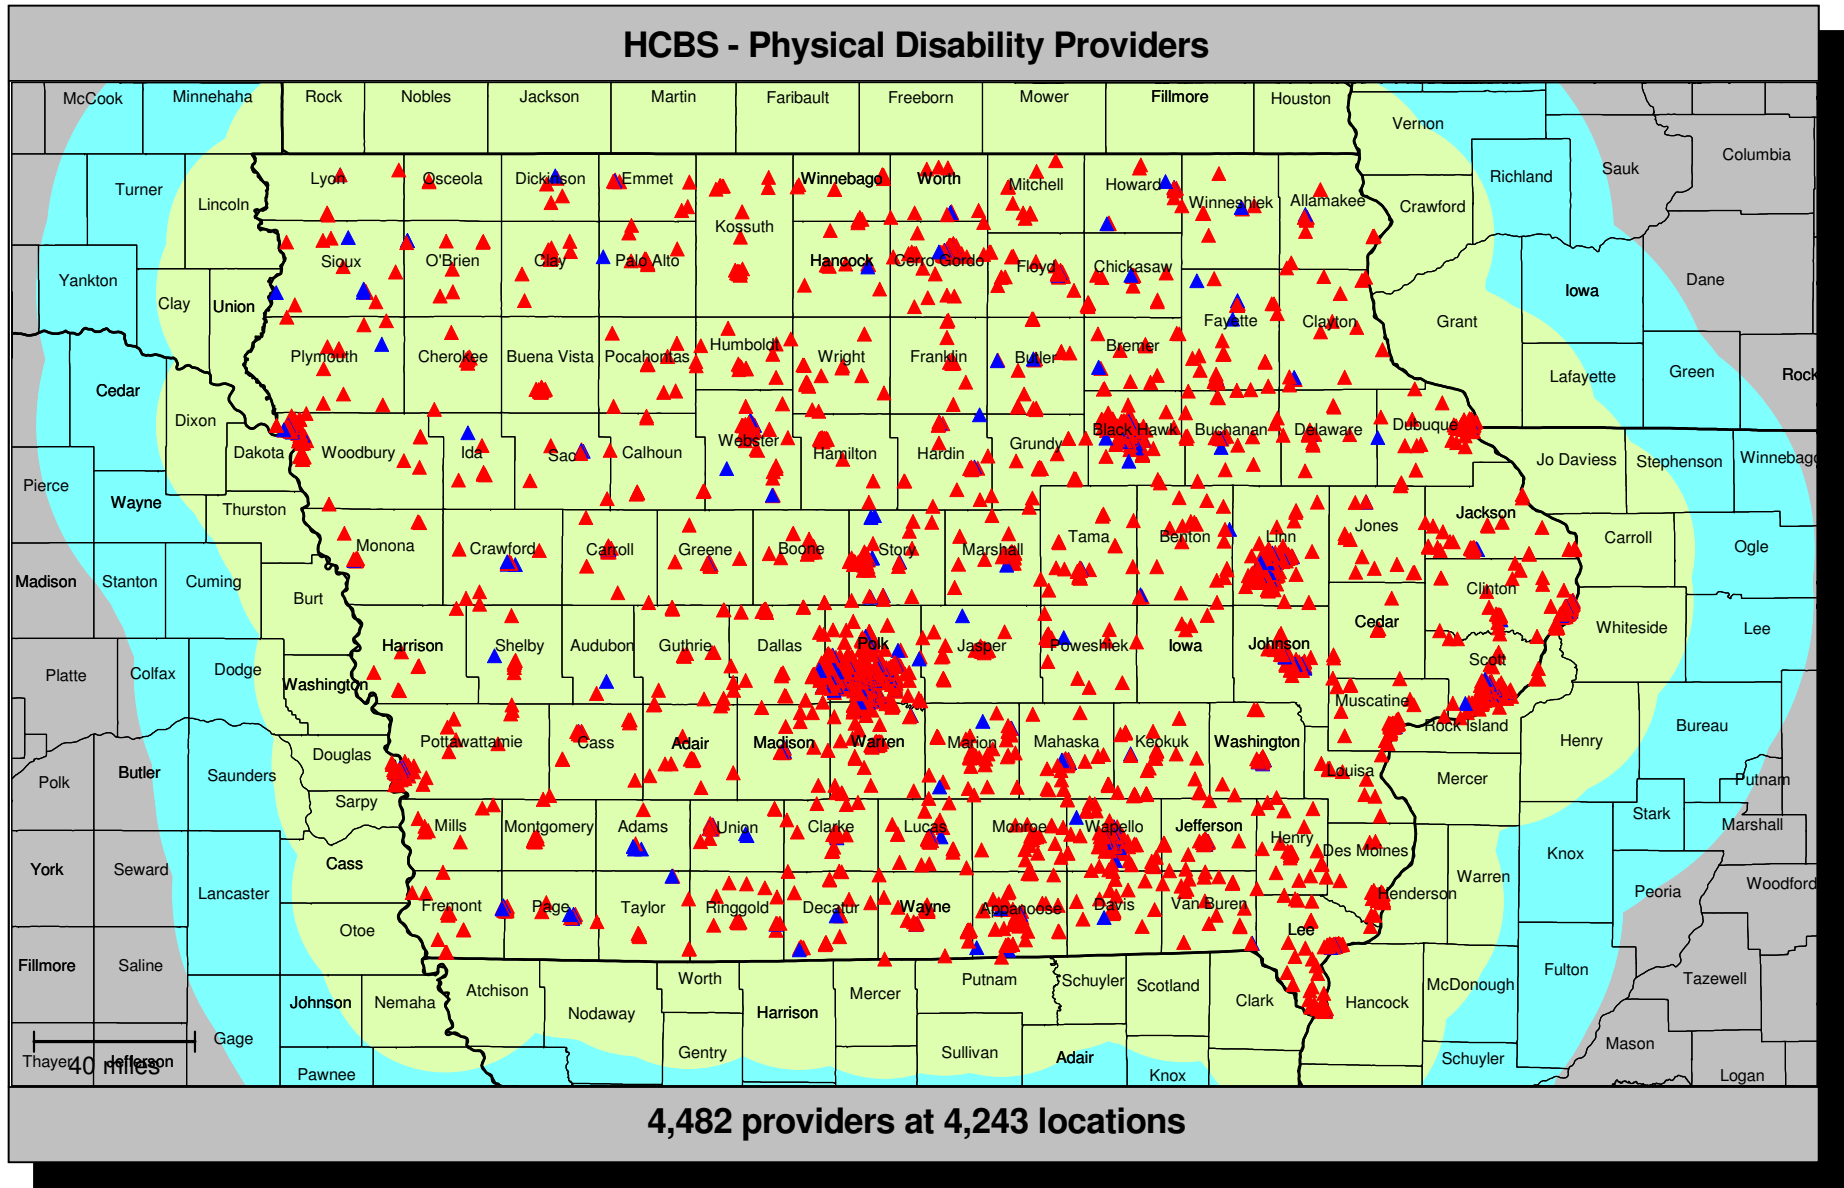 HCBS - Physical Disability Providers
McCook Minnehaha Rock Nobles Jackson Martin Faribault Freeborn Mower Fillmore Houston
Vernon
Sauk Columbia
Turner Lincoln Lyon Osceola Dickinson Emmet Winnebago Worth Mitchell Howard Winneshiek Allamakee Crawford Richland
Kossuth
Yankton Clay Union Sioux O'Brien Clay Palo Alto Hancock Cerro Gordo Floyd Chickasaw Iowa Dane
Fayette Clayton Grant
Plymouth Cherokee Buena Vista Pocahontas Humboldt Wright Franklin Butler Bremer
Cedar Lafayette Green Rock
Dixon Dakota Woodbury Ida Sac Calhoun Webster Hamilton Hardin Grundy Black Hawk Buchanan Delaware Dubuque
Jo Daviess Stephenson Winnebago
Pierce Wayne Thurston Jackson
Monona Crawford Carroll Greene Boone Story Marshall Tama Benton Linn Jones Carroll Ogle
Madison Stanton Cuming Burt Clinton
Harrison Shelby Audubon Guthrie Dallas Polk Jasper Poweshiek Iowa Johnson Cedar Whiteside Lee
Platte Colfax Dodge Washington Scott
Muscatine Rock Island Henry Bureau
Douglas Pottawattamie Cass Adair Madison Warren Marion Mahaska Keokuk Washington
Polk Butler Saunders Louisa Mercer Putnam
Sarpy Mills Montgomery Adams Union Clarke Lucas Monroe Wapello Jefferson Henry Des Moines Stark Marshall
York Seward Cass Knox
Lancaster Henderson Warren Peoria Woodford
Fremont Page Taylor Ringgold Decatur Wayne Appanoose Davis Van Buren
Otoe Lee
Fillmore Saline Worth Putnam Schuyler Scotland Fulton Tazewell
Johnson Nemaha Atchison Nodaway Harrison Mercer Clark Hancock McDonough
Gage Gentry Sullivan Adair Schuyler Mason
Thayer Jefferson
40 miles
Pawnee Knox Logan
4,482 providers at 4,243 locations